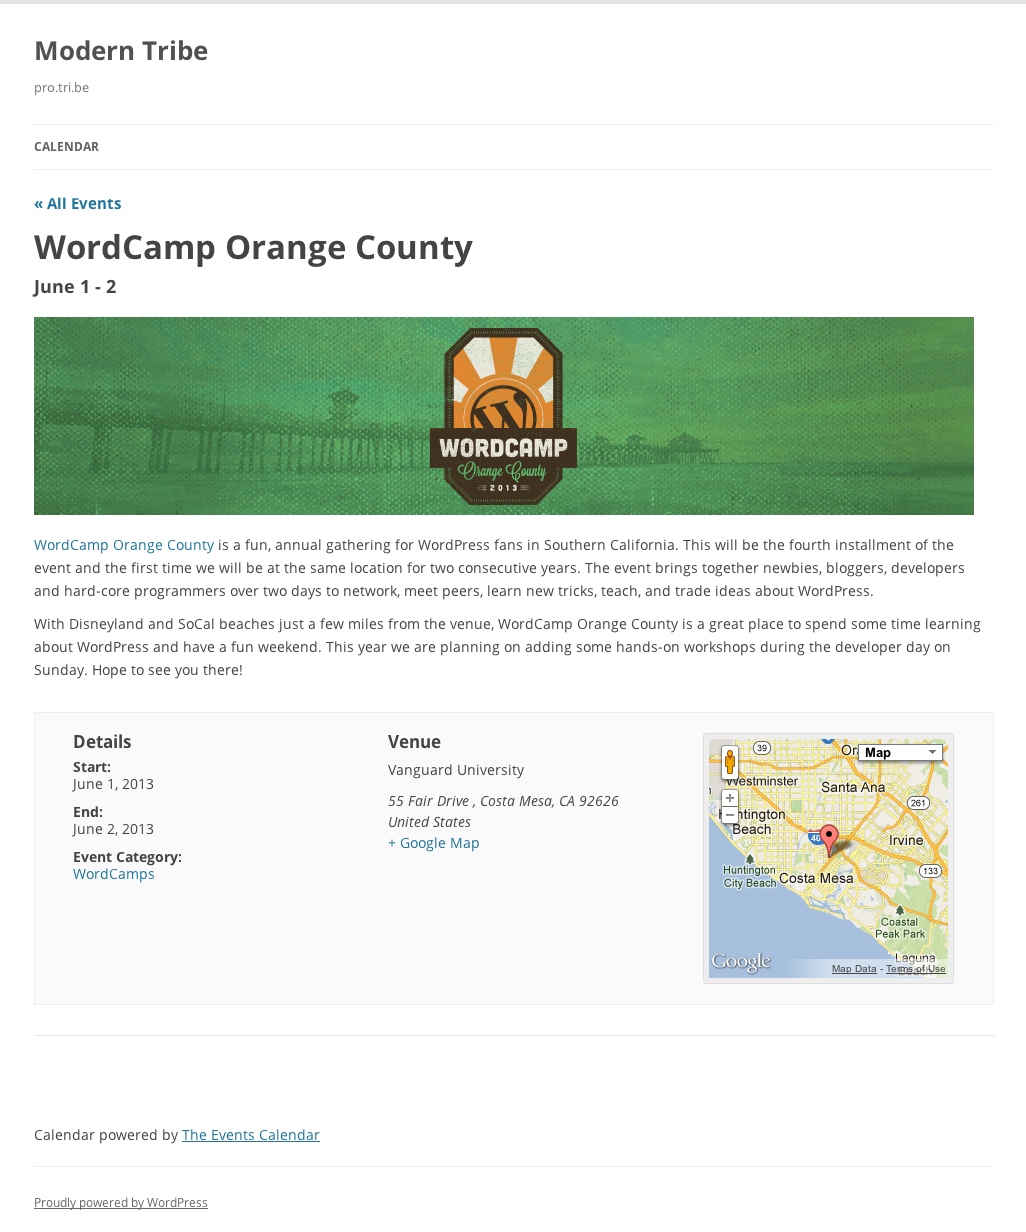 Modern Tribe
pro.tri.be
CALENDAR
« All Events
WordCamp Orange County
June 1 - 2
WORDCAMP
Orange County
2013
WordCamp Orange County is a fun, annual gathering for WordPress fans in Southern California. This will be the fourth installment of the
event and the first time we will be at the same location for two consecutive years. The event brings together newbies, bloggers, developers
and hard-core programmers over two days to network, meet peers, learn new tricks, teach, and trade ideas about WordPress.
With Disneyland and SoCal beaches just a few miles from the venue, WordCamp Orange County is a great place to spend some time learning
about WordPress and have a fun weekend. This year we are planning on adding some hands-on workshops during the developer day on
Sunday. Hope to see you there!
Details
Start:
June 1, 2013
End:
June 2, 2013
Event Category:
WordCamps
Venue
Vanguard University
55 Fair Drive , Costa Mesa, CA 92626
United States
+ Google Map
39
Map
Westminster
Santa Ana
261
Huntington
Beach
Irvine
133
Huntington
City Beach
Costa Mesa
Coastal
Peak Park
Laguna
Beach
Google
Map Data - Terms of Use
Calendar powered by The Events Calendar
Proudly powered by WordPress